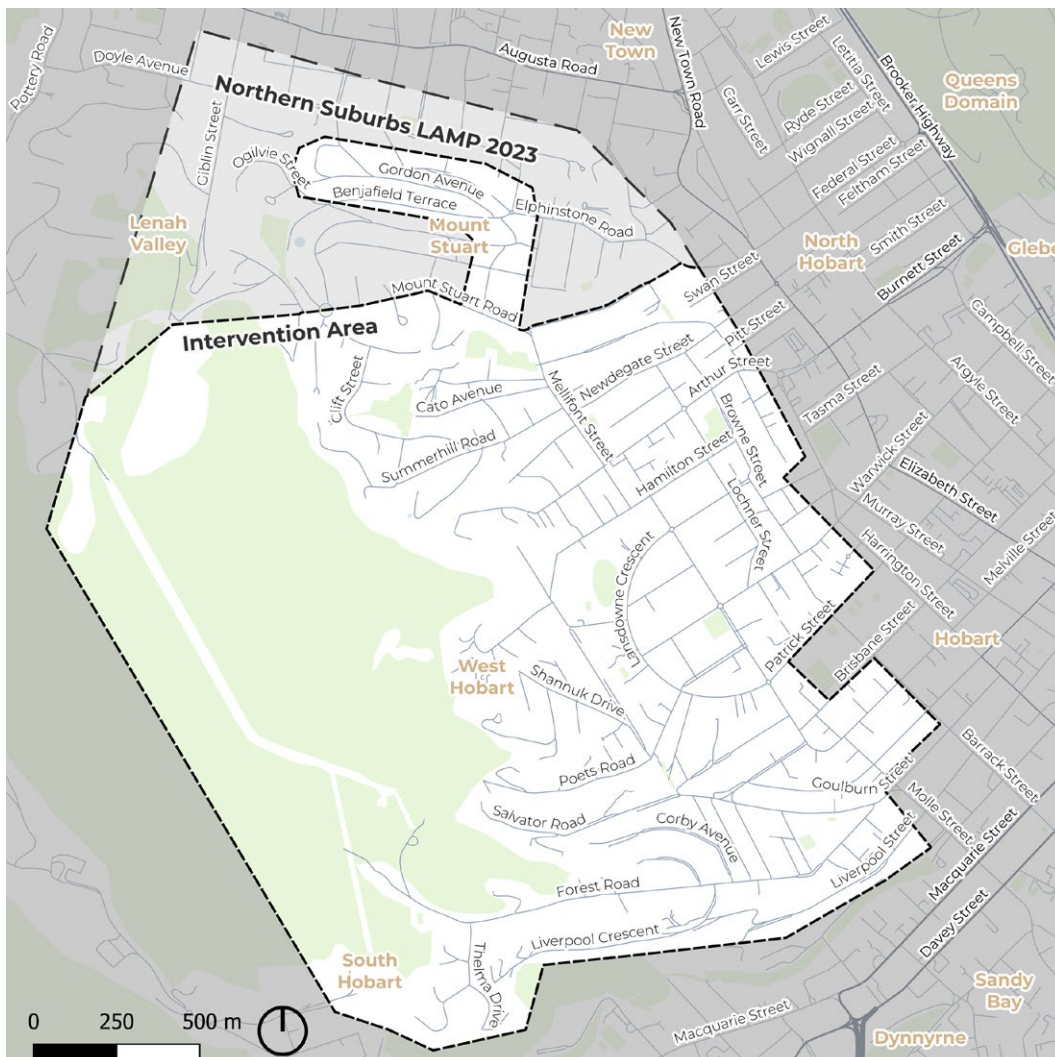 New
Town
Lewis Street
Letitia Street
Brooker Highway
Pottery Road
Doyle Avenue
Augusta Road
New Town Road
Carr Street
Queens
Domain
Ryde Street
Wignall Street
Northern Suburbs LAMP 2023
Giblin Street
Ogilvie Street
Gordon Avenue
Benjafield Terrace
Federal Street
Feltham Street
Elphinstone Road
Lenah
Valley
Mount
Stuart
North
Hobart
Smith Street
Glebe
Burnett Street
Swan Street
Mount Stuart Road
Campbell Street
Intervention Area
Pitt Street
Newdegate Street
Arthur Street
Argyle Street
Clift Street
Cato Avenue
Mellifont Street
Tasma Street
Browne Street
Summerhill Road
Hamilton Street
Warwick Street
Elizabeth Street
Lochner Street
Murray Street
Melville Street
Harrington Street
Lansdowne Crescent
Patrick Street
Brisbane Street
Hobart
West
Hobart
Shannuk Drive
Barrack Street
Poets Road
Goulburn Street
Molle Street
Salvator Road
Corby Avenue
Liverpool Street
Macquarie Street
Forest Road
Davey Street
Liverpool Crescent
South
Hobart
Thelma Drive
Sandy
Bay
Macquarie Street
Dynnyrne
0 250 500 m